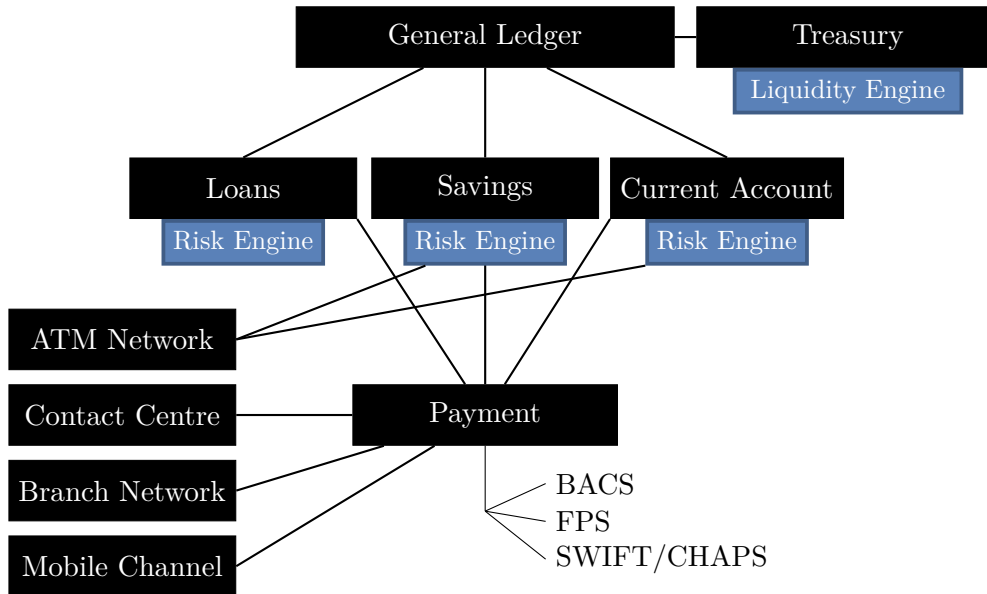 General Ledger
Treasury
Liquidity Engine
Loans
Savings
Current Account
Risk Engine
Risk Engine
Risk Engine
ATM Network
Contact Centre
Payment
Branch Network
BACS
FPS
Mobile Channel
SWIFT/CHAPS